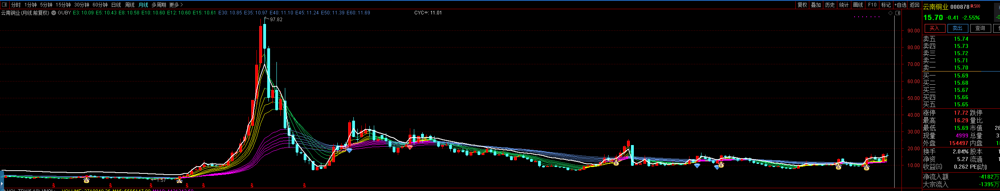 分时 1分钟 5分钟 15分钟 30分钟 60分钟 日线 周线 月线 多周期 更多 复权 叠加 历史 统计 画线 F10 标记 +自选 返回
云南铜业(月线.前复权) GUBY E3: 10.09 E5: 10.43 E8: 10.58 E10: 10.60 E12: 10.60 E15: 10.61 E30: 10.85 E35: 10.97 E40: 11.10 E45: 11.24 E50: 11.39 E60: 11.69 CYC∞: 11.01
97.82
90.00
80.00
70.00
60.00
50.00
40.00
30.00
20.00
10.00
1.57
云南铜业 000878 R500
15.70 -0.41 -2.55%
买入 卖出 查询
卖五 15.74
卖四 15.73
卖三 15.72
卖二 15.71
卖一 15.70
买一 15.69
买二 15.68
买三 15.67
买四 15.66
买五 15.65
涨停 17.72 跌停
最高 16.29 量比
最低 15.69 市值
现量 4999 总量
外盘 154497 内盘
换手 2.04% 股本
净资 5.27 流通
收益㈢ 0.262 PE(动)
净流入额 -4182万
大宗流入 -1395万